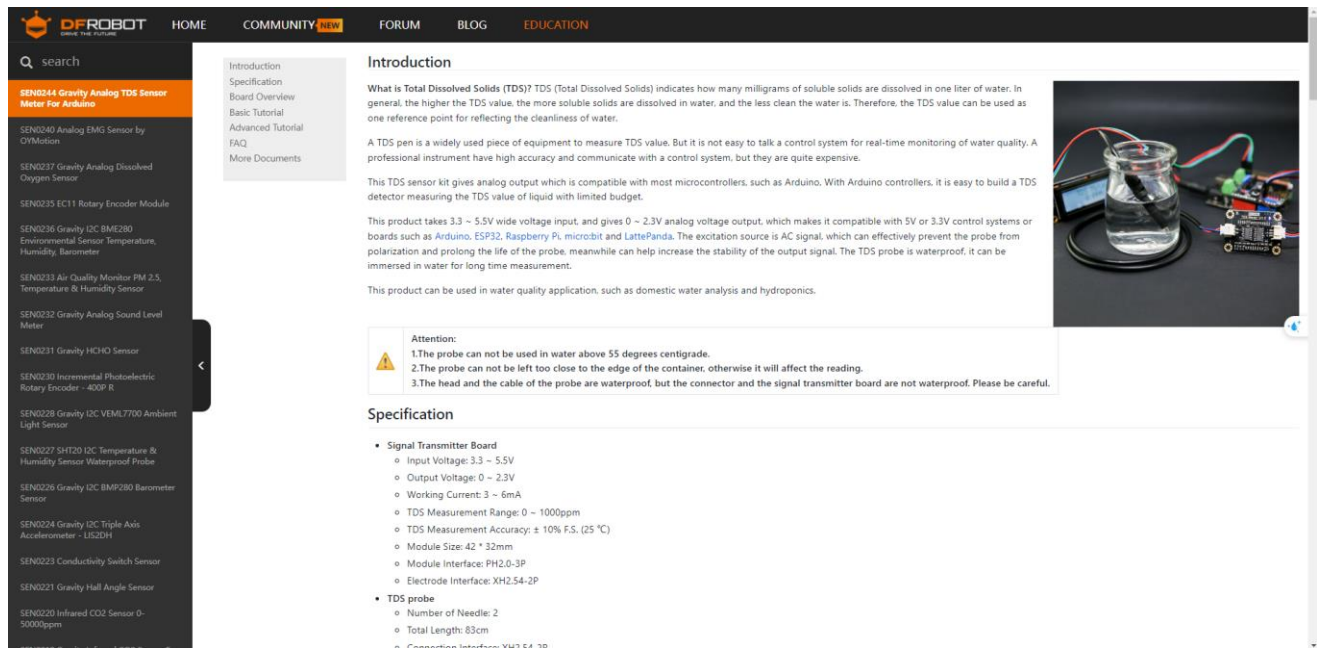 DFROBOT
DRIVE THE FUTURE
HOME
COMMUNITY NEW
FORUM
BLOG
EDUCATION
search
SEN0244 Gravity Analog TDS Sensor
Meter For Arduino
SEN0240 Analog EMG Sensor by
OYMotion
SEN0237 Gravity Analog Dissolved
Oxygen Sensor
SEN0235 EC11 Rotary Encoder Module
SEN0236 Gravity I2C BME280
Environmental Sensor Temperature,
Humidity, Barometer
SEN0233 Air Quality Monitor PM 2.5,
Temperature & Humidity Sensor
SEN0232 Gravity Analog Sound Level
Meter
SEN0231 Gravity HCHO Sensor
SEN0230 Incremental Photoelectric
Rotary Encoder - 400P R
SEN0228 Gravity I2C VEML7700 Ambient
Light Sensor
SEN0227 SHT20 I2C Temperature &
Humidity Sensor Waterproof Probe
SEN0226 Gravity I2C BMP280 Barometer
Sensor
SEN0224 Gravity I2C Triple Axis
Accelerometer - LIS2DH
SEN0223 Conductivity Switch Sensor
SEN0221 Gravity Hall Angle Sensor
SEN0220 Infrared CO2 Sensor 0-
50000ppm
Introduction
Specification
Board Overview
Basic Tutorial
Advanced Tutorial
FAQ
More Documents
Introduction
What is Total Dissolved Solids (TDS)? TDS (Total Dissolved Solids) indicates how many milligrams of soluble solids are dissolved in one liter of water. In
general, the higher the TDS value, the more soluble solids are dissolved in water, and the less clean the water is. Therefore, the TDS value can be used as
one reference point for reflecting the cleanliness of water.
A TDS pen is a widely used piece of equipment to measure TDS value. But it is not easy to talk a control system for real-time monitoring of water quality. A
professional instrument have high accuracy and communicate with a control system, but they are quite expensive.
This TDS sensor kit gives analog output which is compatible with most microcontrollers, such as Arduino, With Arduino controllers, it is easy to build a TDS
detector measuring the TDS value of liquid with limited budget.
This product takes 3.3 ~ 5.5V wide voltage input, and gives 0 ~ 2.3V analog voltage output, which makes it compatible with 5V or 3.3V control systems or
boards such as Arduino, ESP32, Raspberry Pi, micro:bit and LattePanda. The excitation source is AC signal, which can effectively prevent the probe from
polarization and prolong the life of the probe, meanwhile can help increase the stability of the output signal. The TDS probe is waterproof, it can be
immersed in water for long time measurement.
This product can be used in water quality application, such as domestic water analysis and hydroponics.
Attention:
1.The probe can not be used in water above 55 degrees centigrade.
2.The probe can not be left too close to the edge of the container, otherwise it will affect the reading.
3.The head and the cable of the probe are waterproof, but the connector and the signal transmitter board are not waterproof. Please be careful.
Specification
Signal Transmitter Board
Input Voltage: 3.3 ~ 5.5V
Output Voltage: 0 ~ 2.3V
Working Current: 3 ~ 6mA
TDS Measurement Range: 0 ~ 1000ppm
TDS Measurement Accuracy: ± 10% F.S. (25 ℃)
Module Size: 42 * 32mm
Module Interface: PH2.0-3P
Electrode Interface: XH2.54-2P
TDS probe
Number of Needle: 2
Total Length: 83cm
Connection Interface: XH2.54-2P